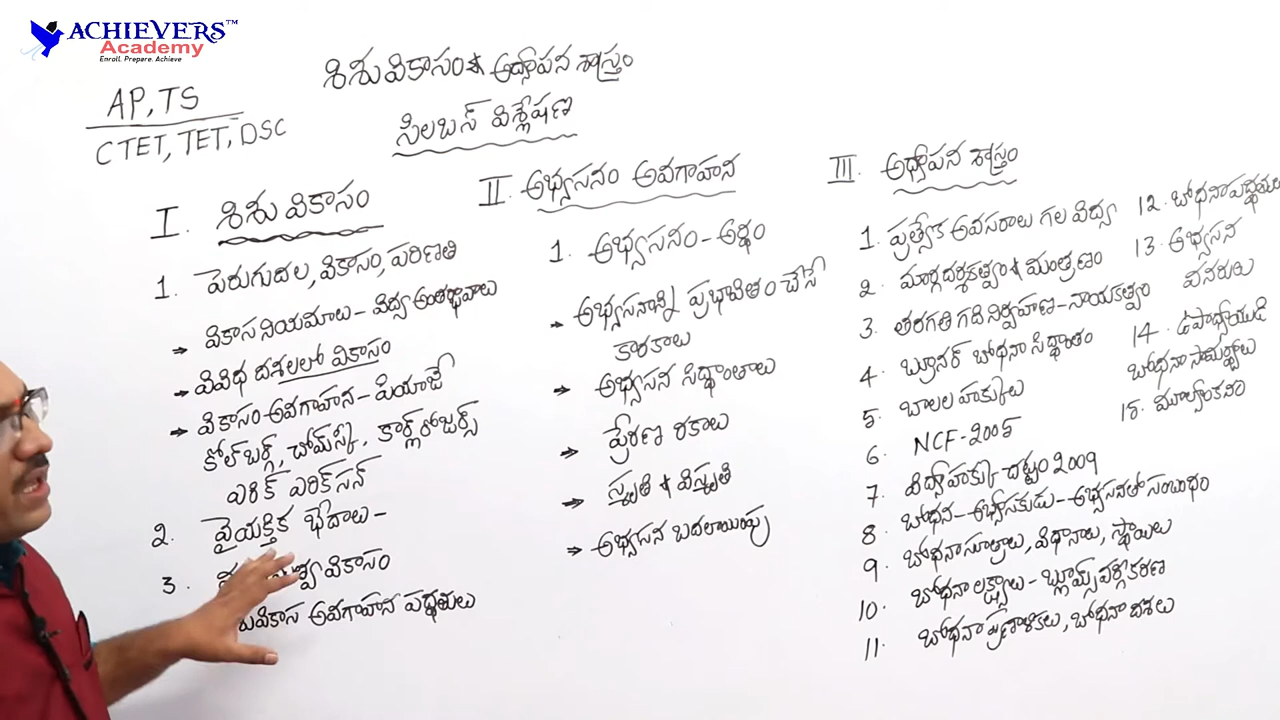 ACHIEVERS™
Academy
Enroll. Prepare. Achieve
శిశు వికాసం & అధ్యాపన శాస్త్రం
సిలబస్ విశ్లేషణ
AP, TS
CTET, TET, DSC
I. శిశు వికాసం
1. పెరుగుదల, వికాసం, పరిణతి
→ వికాస నియమాలు - విద్యా అంతర్భావాలు
→ వివిధ దశలలో వికాసం
→ వికాసం అవగాహన - పియాజే
కోల్‌బర్గ్, చోమ్‌స్కీ, కార్ల్ రోజర్స్
ఎరిక్ ఎరిక్‌సన్
2. వైయక్తిక భేదాలు -
3. వికాసం
వికాస అవగాహన పద్ధతులు
II. అభ్యసనం అవగాహన
1. అభ్యసనం - అర్థం
→ అభ్యసనాన్ని ప్రభావితం చేసే
కారకాలు
→ అభ్యసన సిద్ధాంతాలు
→ ప్రేరణ రకాలు
→ స్మృతి & విస్మృతి
→ అభ్యసన బదలాయింపు
III. అధ్యాపన శాస్త్రం
1. ప్రత్యేక అవసరాలు గల విద్య
2. మార్గదర్శకత్వం & మంత్రణం
3. తరగతి గది నిర్వహణ - నాయకత్వం
4. బ్రూనర్ బోధనా సిద్ధాంతం
5. బాలల హక్కులు
6. NCF-2005
7. విద్యాహక్కు చట్టం 2009
8. బోధన - అభ్యాసకుడు - అభ్యసనతో సంబంధం
9. బోధనా సూత్రాలు, విధానాలు, స్థాయిలు
10. బోధనా లక్ష్యాలు - బ్లూమ్స్ వర్గీకరణ
11. బోధనా ప్రణాళికలు, బోధనా దశలు
12. బోధనా పద్ధతులు
13. అభ్యసన
వనరులు
14. ఉపాధ్యాయుడి
బోధనా సామర్థ్యాలు
15. మూల్యాంకనం